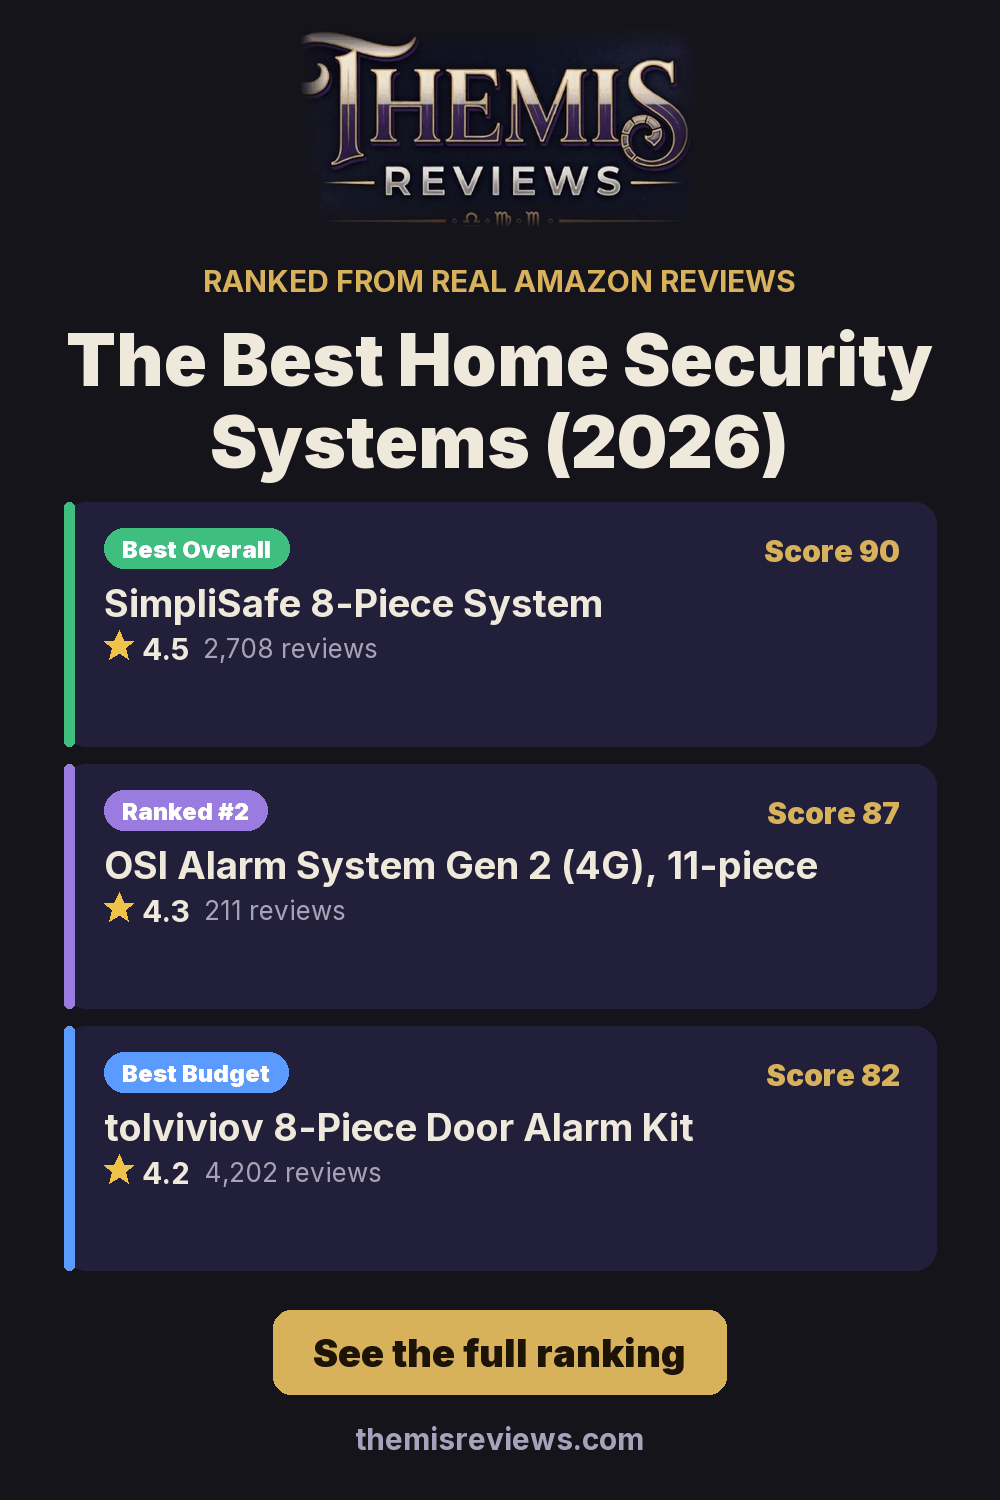 THEMIS
REVIEWS
♎ · ♍ · ♏
RANKED FROM REAL AMAZON REVIEWS
The Best Home Security
Systems (2026)
Best Overall
Score 90
SimpliSafe 8-Piece System
4.5 2,708 reviews
Ranked #2
Score 87
OSI Alarm System Gen 2 (4G), 11-piece
4.3 211 reviews
Best Budget
Score 82
tolviviov 8-Piece Door Alarm Kit
4.2 4,202 reviews
See the full ranking
themisreviews.com